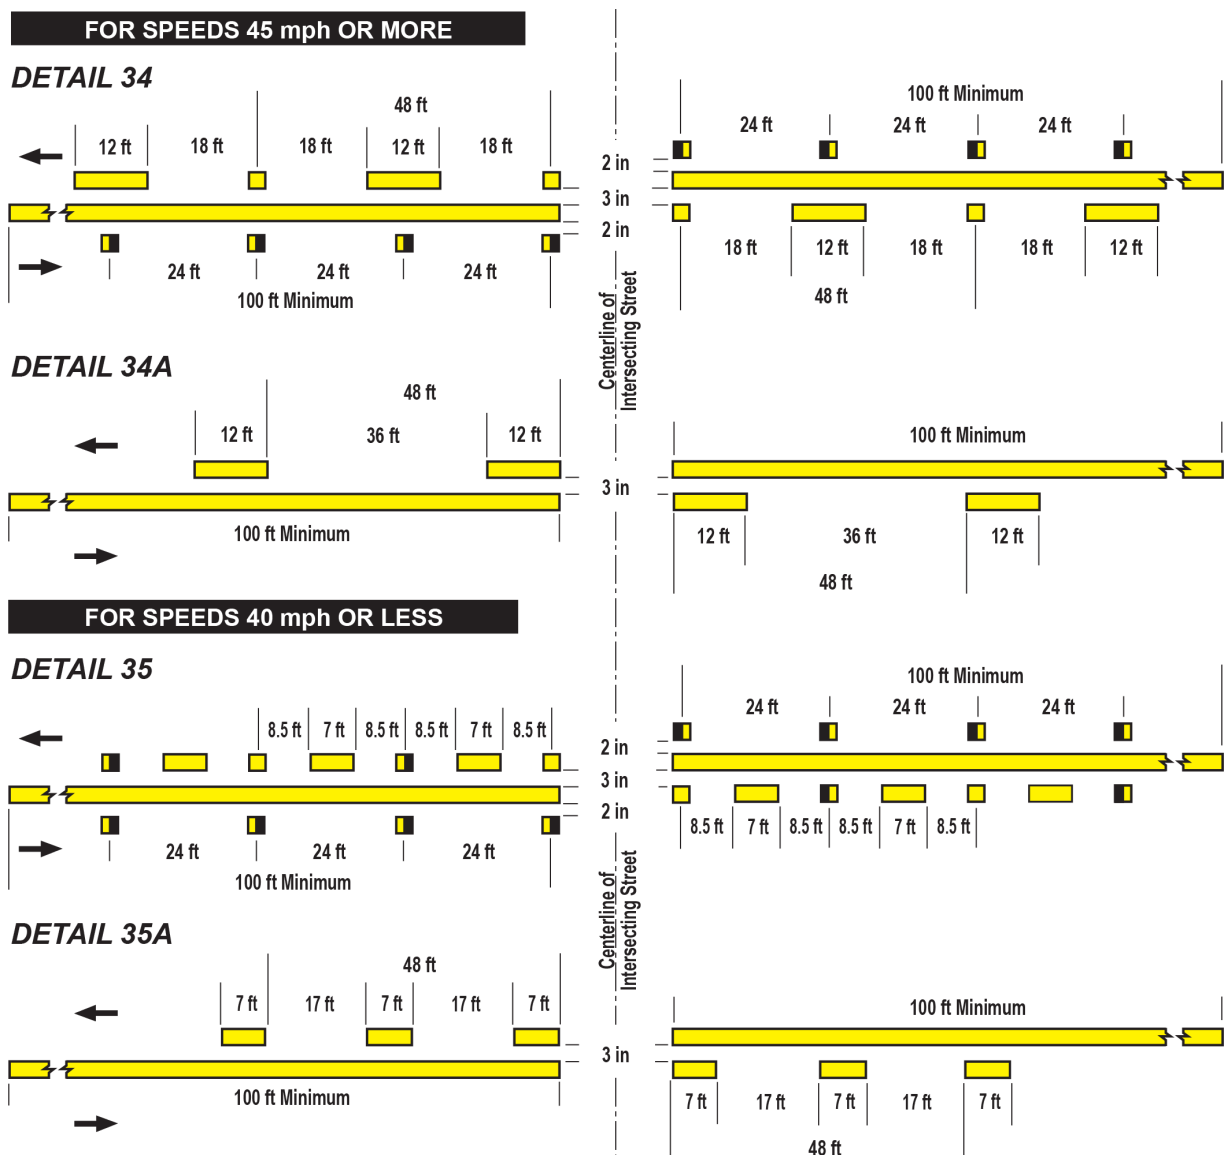 FOR SPEEDS 45 mph OR MORE
DETAIL 34
48 ft
12 ft 18 ft 18 ft 12 ft 18 ft
24 ft 24 ft 24 ft
100 ft Minimum
2 in
3 in
2 in
100 ft Minimum
24 ft 24 ft 24 ft
18 ft 12 ft 18 ft 18 ft 12 ft
48 ft
Centerline of
Intersecting Street
DETAIL 34A
48 ft
12 ft 36 ft 12 ft
100 ft Minimum
3 in
100 ft Minimum
12 ft 36 ft 12 ft
48 ft
FOR SPEEDS 40 mph OR LESS
DETAIL 35
8.5 ft 7 ft 8.5 ft 8.5 ft 7 ft 8.5 ft
24 ft 24 ft 24 ft
100 ft Minimum
2 in
3 in
2 in
100 ft Minimum
24 ft 24 ft 24 ft
8.5 ft 7 ft 8.5 ft 8.5 ft 7 ft 8.5 ft
Centerline of
Intersecting Street
DETAIL 35A
48 ft
7 ft 17 ft 7 ft 17 ft 7 ft
100 ft Minimum
3 in
100 ft Minimum
7 ft 17 ft 7 ft 17 ft 7 ft
48 ft